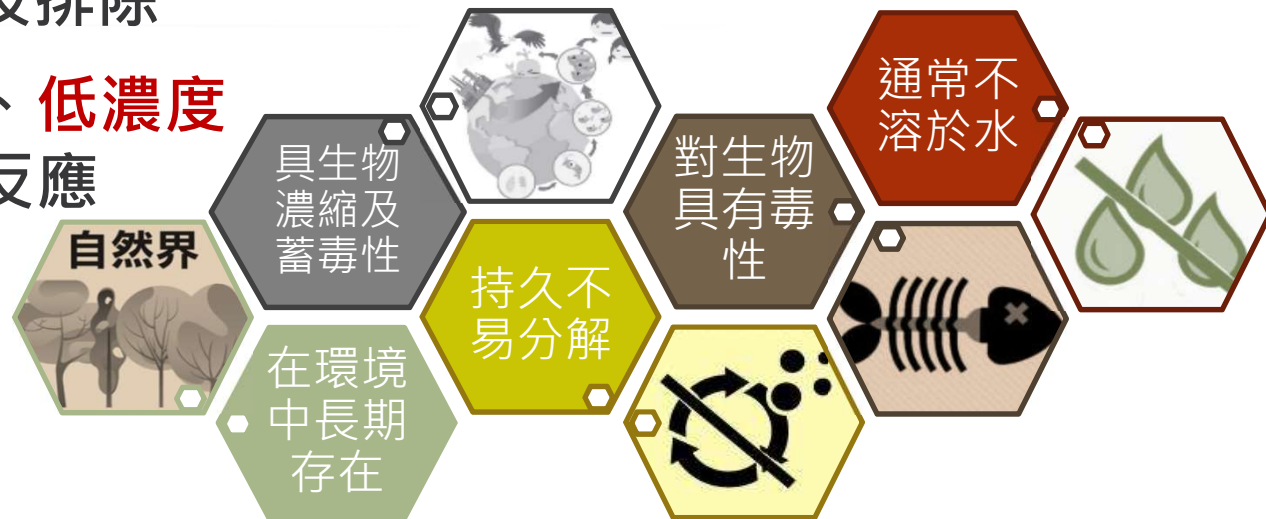 排除
、低濃度
反應
自然界
具生物
濃縮及
蓄毒性
在環境
中長期
存在
持久不
易分解
對生物
具有毒
性
通常不
溶於水